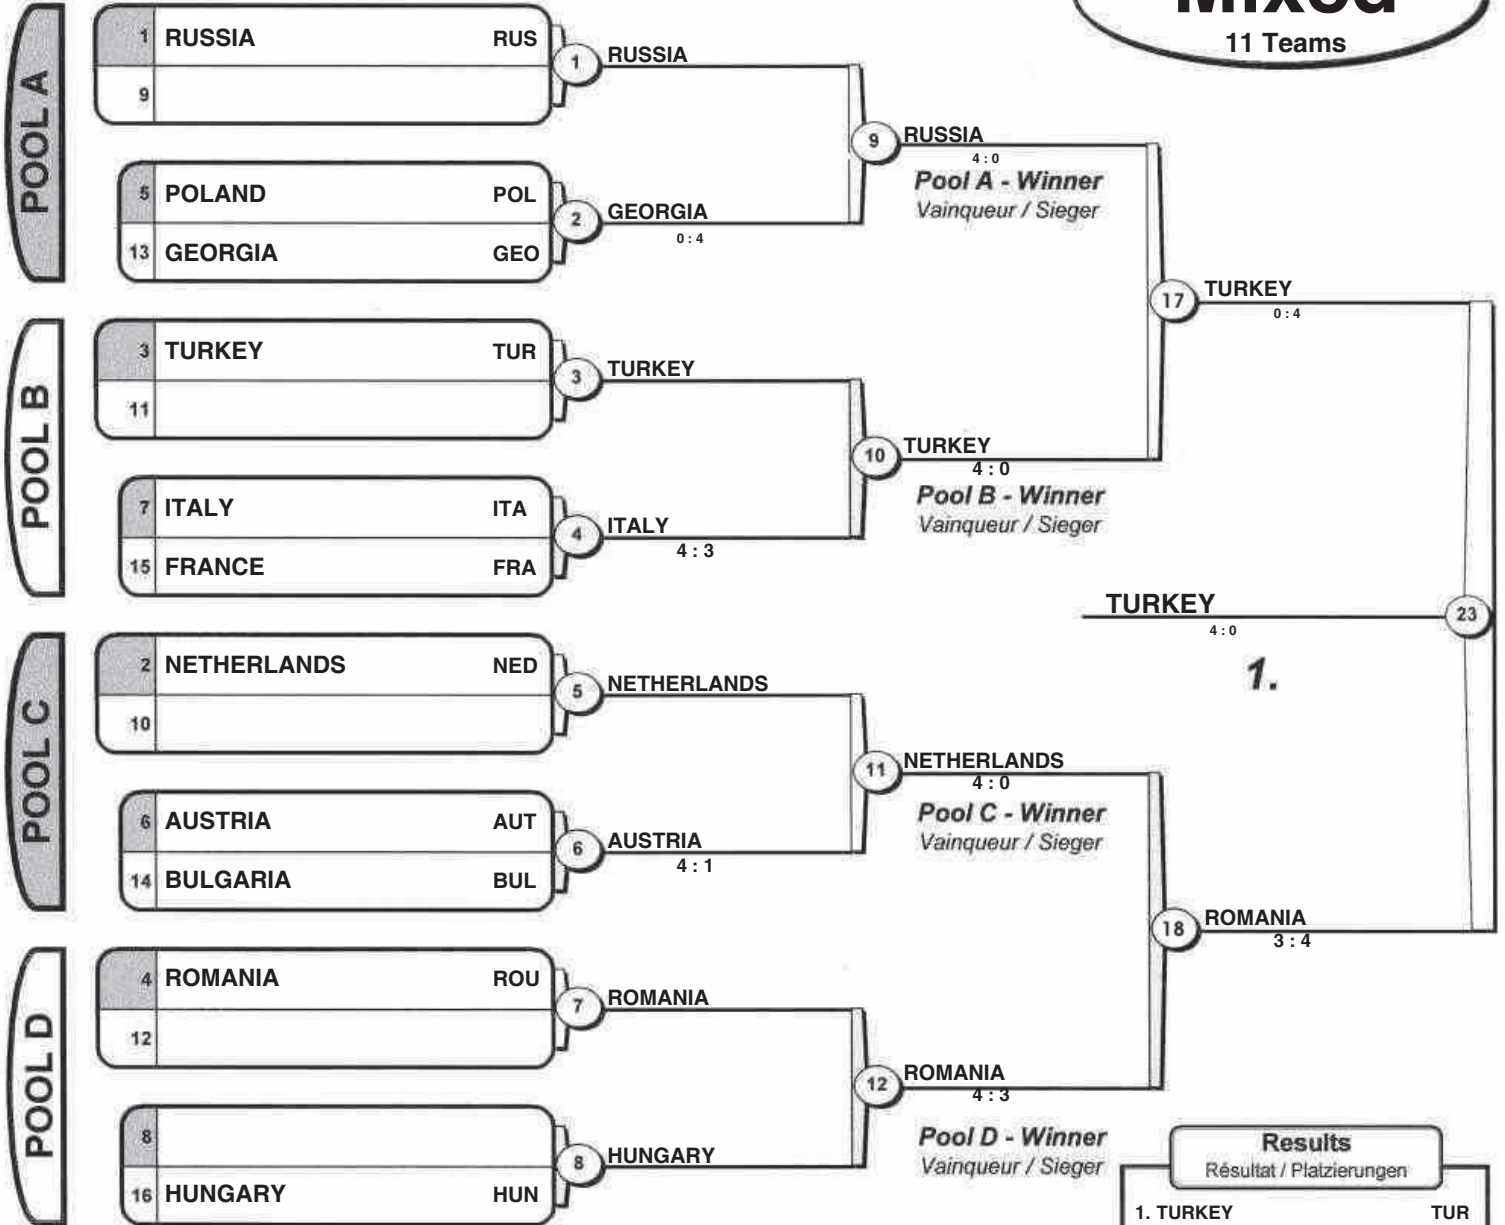 Mixed
11 Teams
POOL A
1 RUSSIA RUS
9
5 POLAND POL
13 GEORGIA GEO
1 RUSSIA
2 GEORGIA
0 : 4
9 RUSSIA
4 : 0
Pool A - Winner
Vainqueur / Sieger
POOL B
3 TURKEY TUR
11
7 ITALY ITA
15 FRANCE FRA
3 TURKEY
4 ITALY
4 : 3
10 TURKEY
4 : 0
Pool B - Winner
Vainqueur / Sieger
17 TURKEY
0 : 4
POOL C
2 NETHERLANDS NED
10
6 AUSTRIA AUT
14 BULGARIA BUL
5 NETHERLANDS
6 AUSTRIA
4 : 1
11 NETHERLANDS
4 : 0
Pool C - Winner
Vainqueur / Sieger
POOL D
4 ROMANIA ROU
12
8
16 HUNGARY HUN
7 ROMANIA
8 HUNGARY
12 ROMANIA
4 : 3
Pool D - Winner
Vainqueur / Sieger
18 ROMANIA
3 : 4
TURKEY 23
4 : 0
1.
Results
Résultat / Platzierungen
1. TURKEY TUR